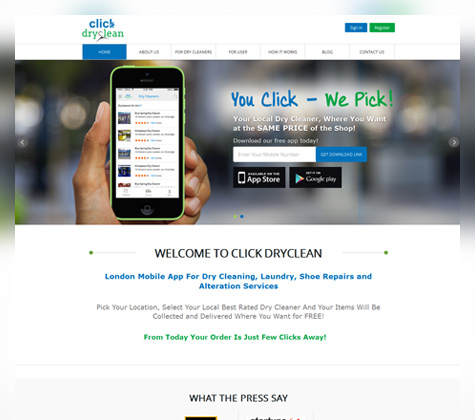 click
dryclean
Sign in
Register
HOME
ABOUT US
FOR DRY CLEANERS
FOR USER
HOW IT WORKS
BLOG
CONTACT US
Dry Cleaners
You Click - We Pick!
Your Local Dry Cleaner, Where You Want
at the SAME PRICE of the Shop!
Download our free app today!
Enter Your Mobile Number
GET DOWNLOAD LINK
AVAILABLE ON THE
App Store
GET IT ON
Google play
WELCOME TO CLICK DRYCLEAN
London Mobile App For Dry Cleaning, Laundry, Shoe Repairs and
Alteration Services
Pick Your Location, Select Your Local Best Rated Dry Cleaner And Your Items Will Be
Collected and Delivered Where You Want for FREE!
From Today Your Order Is Just Few Clicks Away!
WHAT THE PRESS SAY